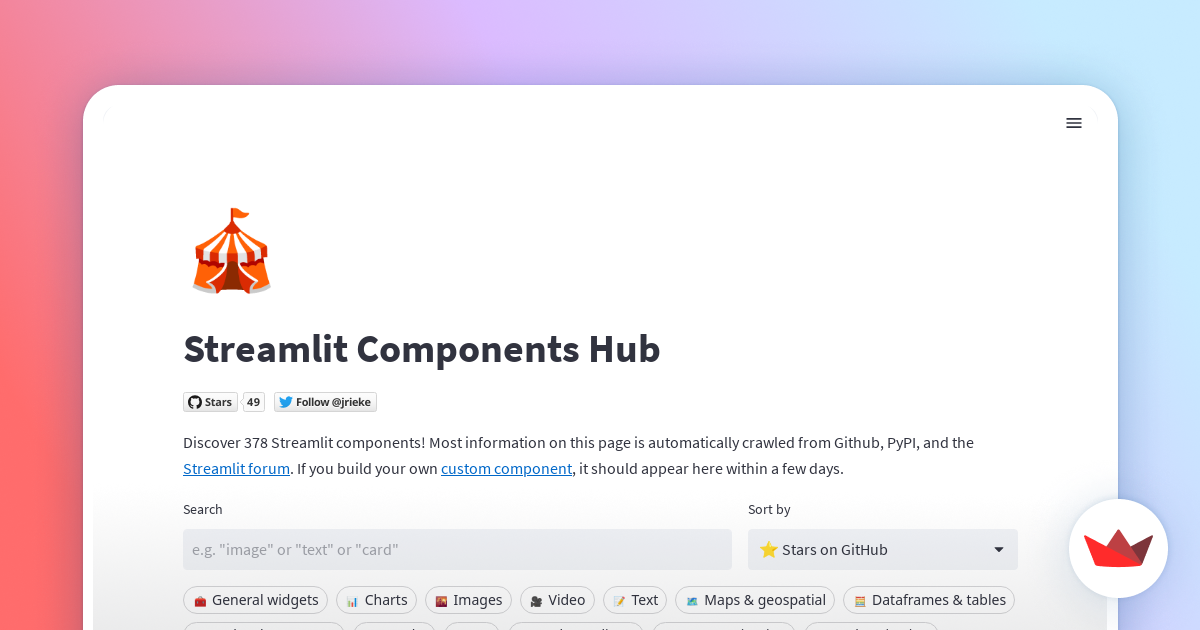 Streamlit Components Hub
Stars 49 Follow @jrieke
Discover 378 Streamlit components! Most information on this page is automatically crawled from Github, PyPI, and the
Streamlit forum. If you build your own custom component, it should appear here within a few days.
Search Sort by
e.g. "image" or "text" or "card" ⭐ Stars on GitHub
🧰 General widgets 📊 Charts 🌇 Images 🎥 Video 📝 Text 🗺️ Maps & geospatial 🧮 Dataframes & tables